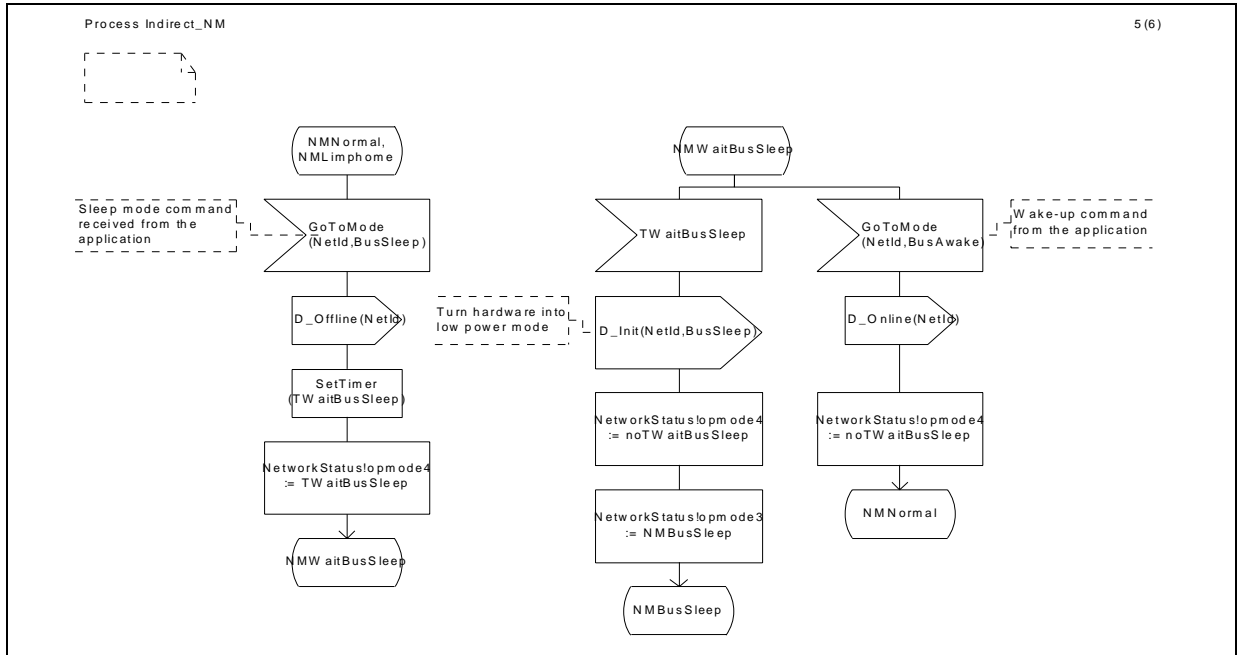 Process Indirect_NM
5(6)
NMNormal,
NMLimphome
Sleep mode command
received from the
application
GoToMode
(NetId,BusSleep)
D_Offline(NetId)
SetTimer
(TWaitBusSleep)
NetworkStatus!opmode4
:= TWaitBusSleep
NMWaitBusSleep
NMWaitBusSleep
TWaitBusSleep
Turn hardware into
low power mode
D_Init(NetId,BusSleep)
NetworkStatus!opmode4
:= noTWaitBusSleep
NetworkStatus!opmode3
:= NMBusSleep
NMBusSleep
GoToMode
(NetId,BusAwake)
Wake-up command
from the application
D_Online(NetId)
NetworkStatus!opmode4
:= noTWaitBusSleep
NMNormal